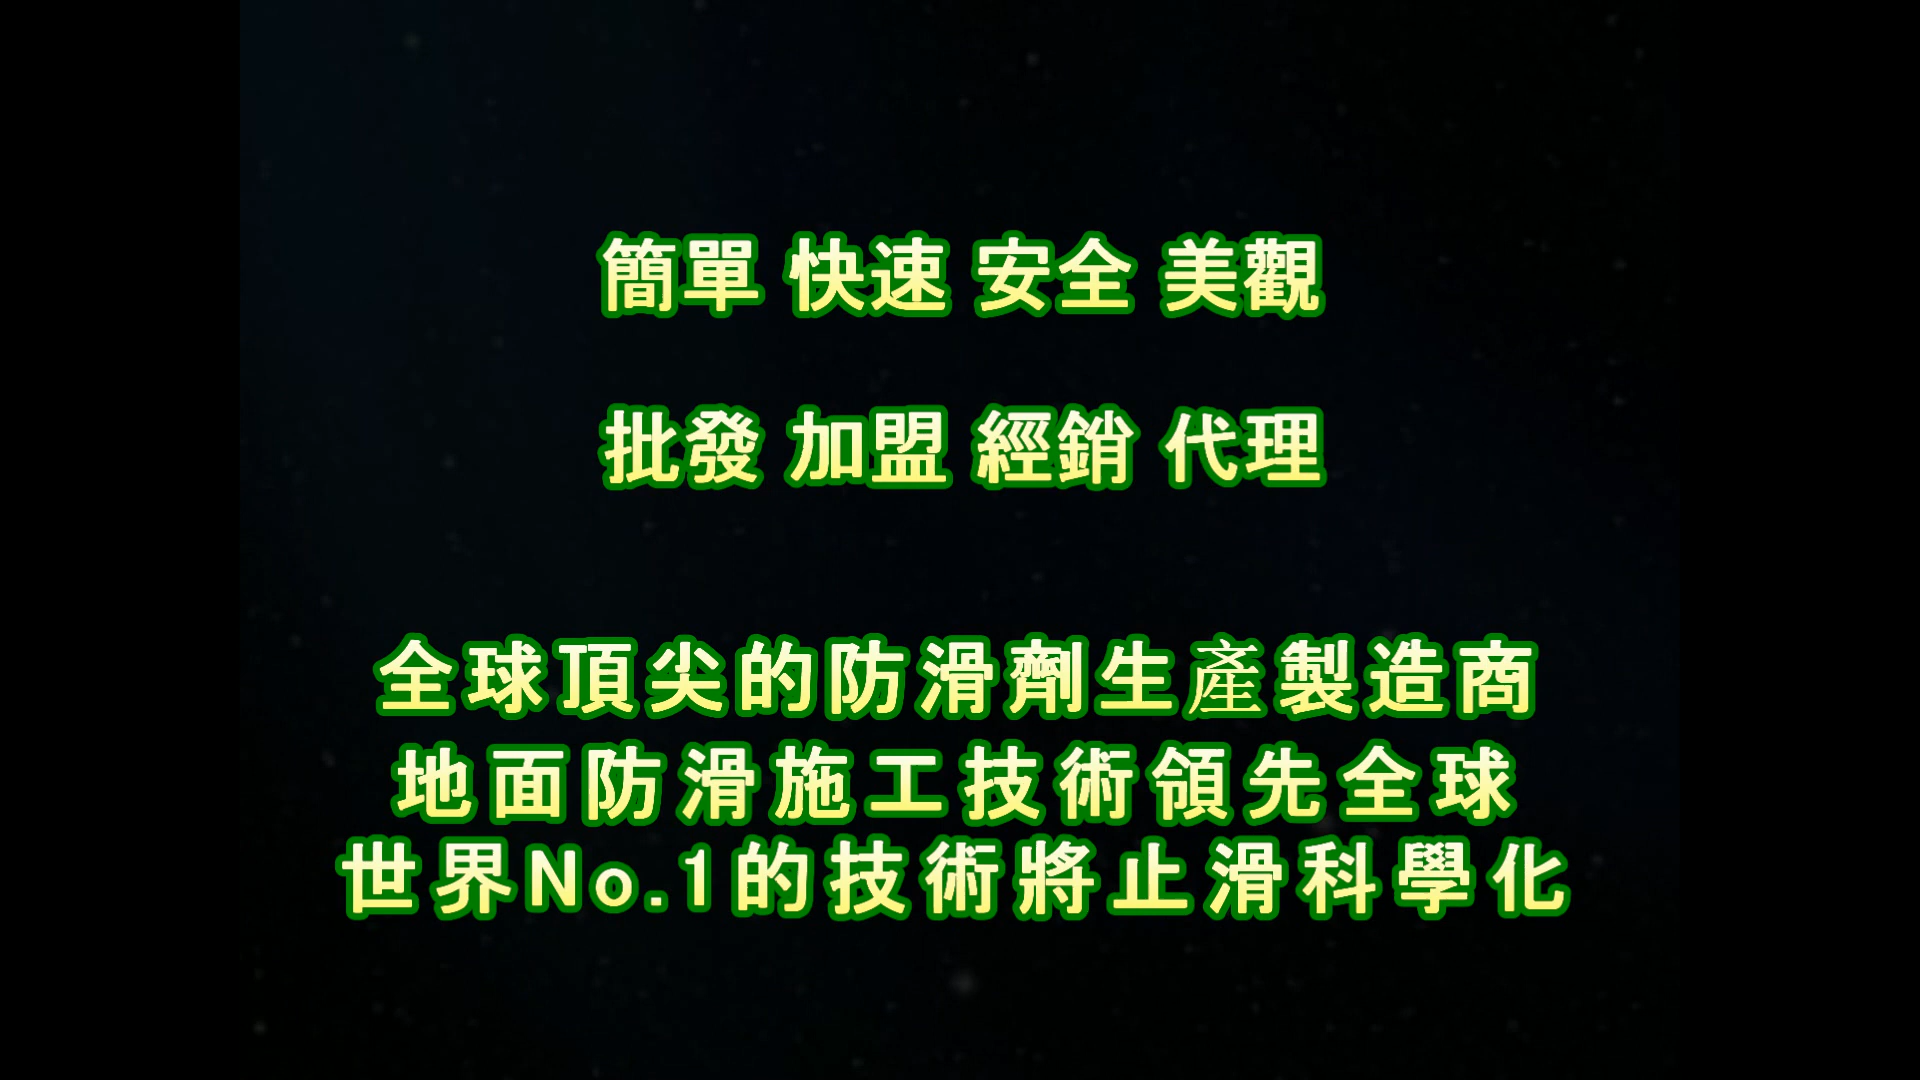 簡單 快速 安全 美觀
批發 加盟 經銷 代理
全球頂尖的防滑劑生產製造商
地面防滑施工技術領先全球
世界No.1的技術將止滑科學化